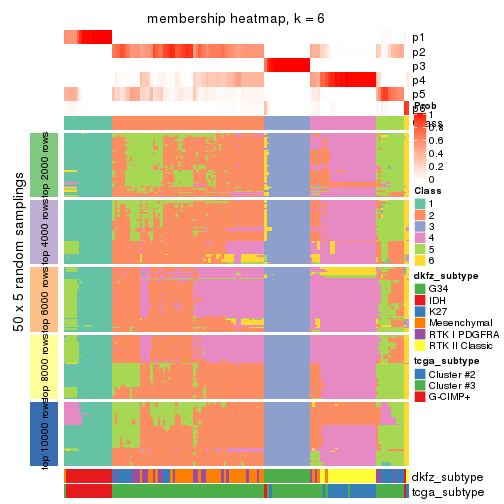 membership heatmap, k = 6
p1
p2
p3
p4
p5
Prob
1
0.8
0.6
0.4
0.2
0
Class
1
2
3
4
5
6
dkfz_subtype
G34
IDH
K27
Mesenchymal
RTK I PDGFRA
RTK II Classic
tcga_subtype
Cluster #2
Cluster #3
G-CIMP+
50 x 5 random samplings
top 2000 rows
top 4000 rows
top 6000 rows
top 8000 rows
top 10000 rows
dkfz_subtype
tcga_subtype